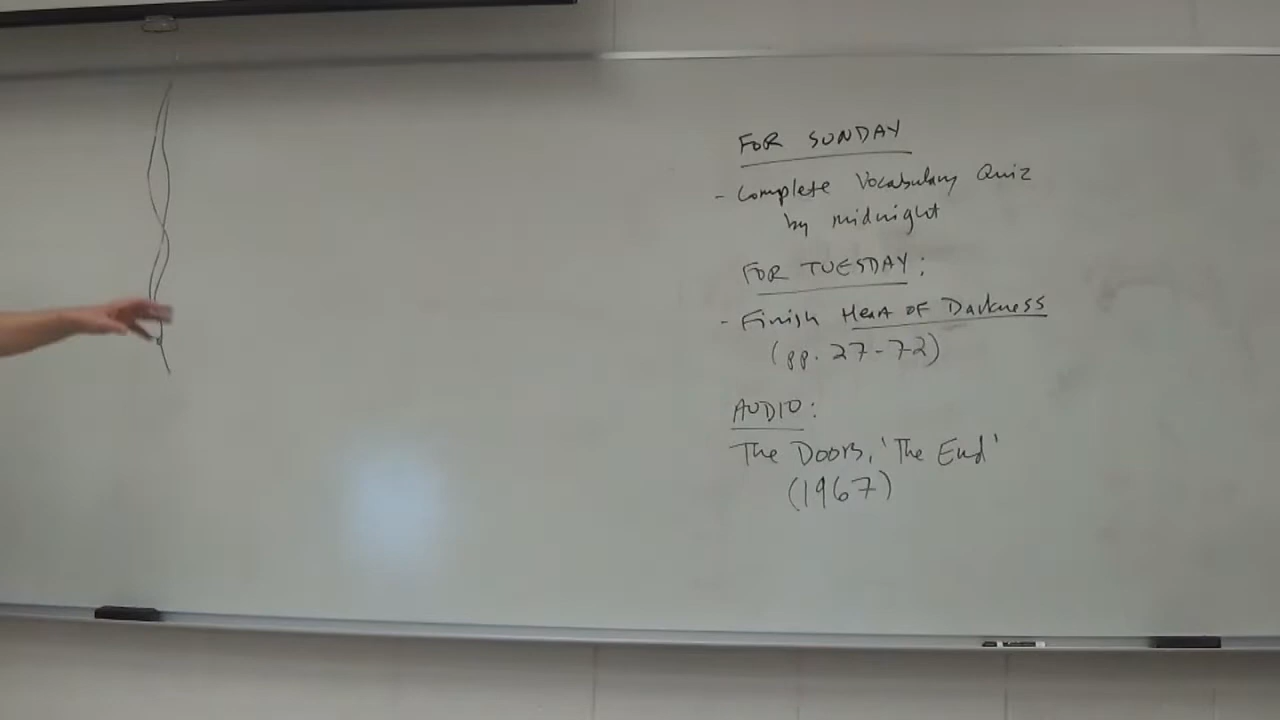 FOR SUNDAY
- Complete Vocabulary Quiz
by midnight
FOR TUESDAY:
- Finish Heart OF Darkness
(pp. 27-72)
AUDIO:
The Doors, 'The End'
(1967)